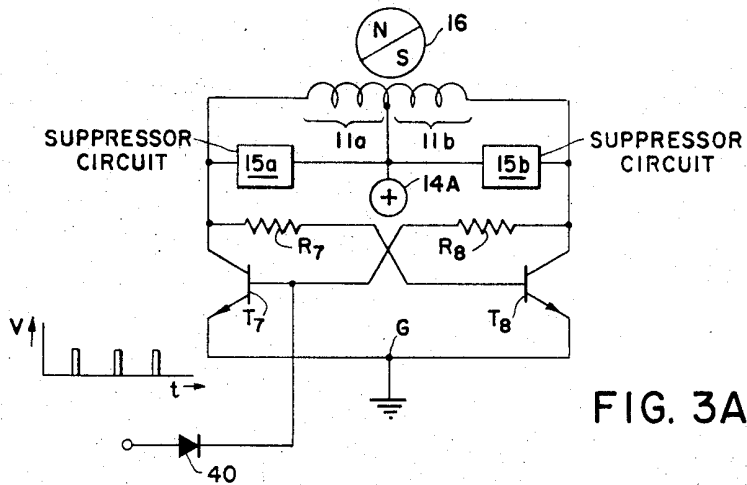 N
S
16
11a
11b
SUPPRESSOR
CIRCUIT
15a
14A
+
15b
SUPPRESSOR
CIRCUIT
R7
R8
T7
T8
G
V
t
40
FIG. 3A